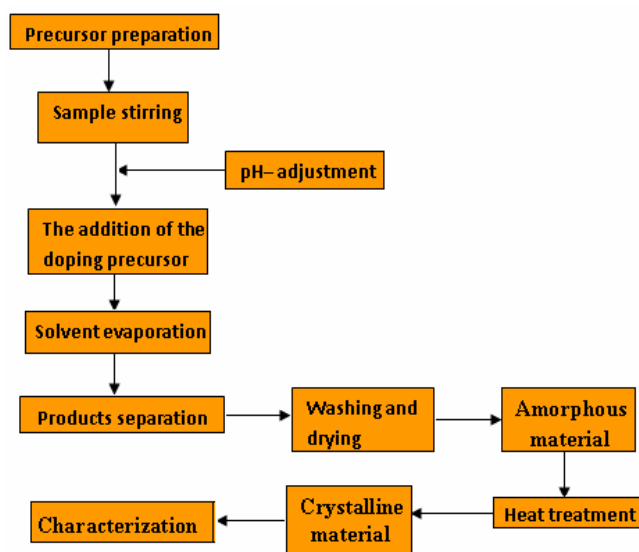 Precursor preparation
Sample stirring
pH– adjustment
The addition of the
doping precursor
Solvent evaporation
Products separation
Washing and
drying
Amorphous
material
Heat treatment
Crystalline
material
Characterization